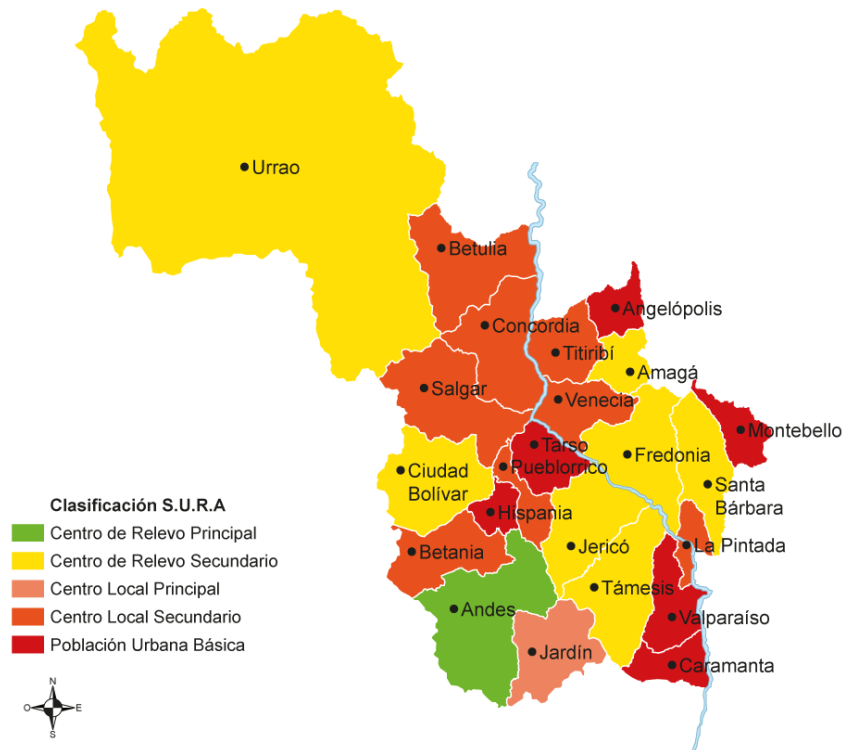 Urrao
Betulia
Angelópolis
Concordia
Titiribí
Amagá
Salgar
Venecia
Montebello
Tarso
Fredonia
Pueblorrico
Ciudad
Bolívar
Santa
Bárbara
Hispania
Clasificación S.U.R.A
Centro de Relevo Principal
Centro de Relevo Secundario
Centro Local Principal
Centro Local Secundario
Población Urbana Básica
Betania
Jericó
La Pintada
Támesis
Andes
Valparaíso
Jardín
Caramanta
N
O E
S